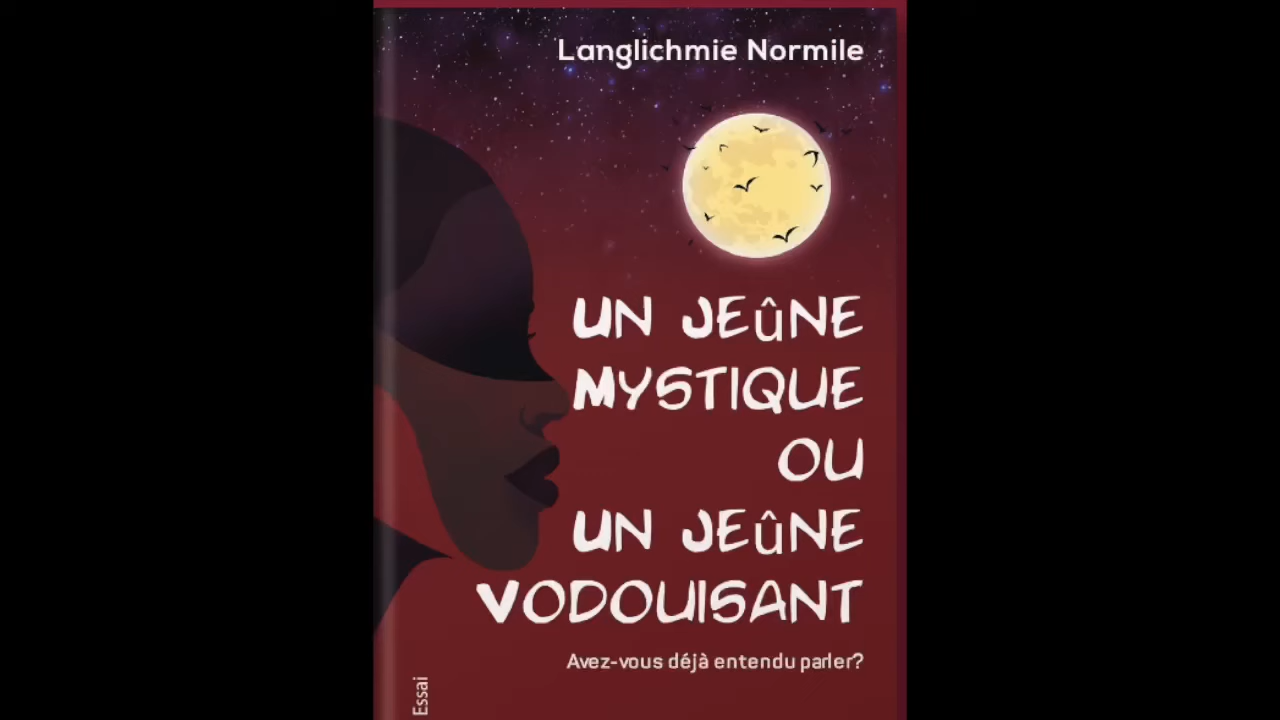 Langlichmie Normile
Un Jeûne
Mystique
ou
un Jeûne
Vodouisant
Avez-vous déjà entendu parler?
Essai